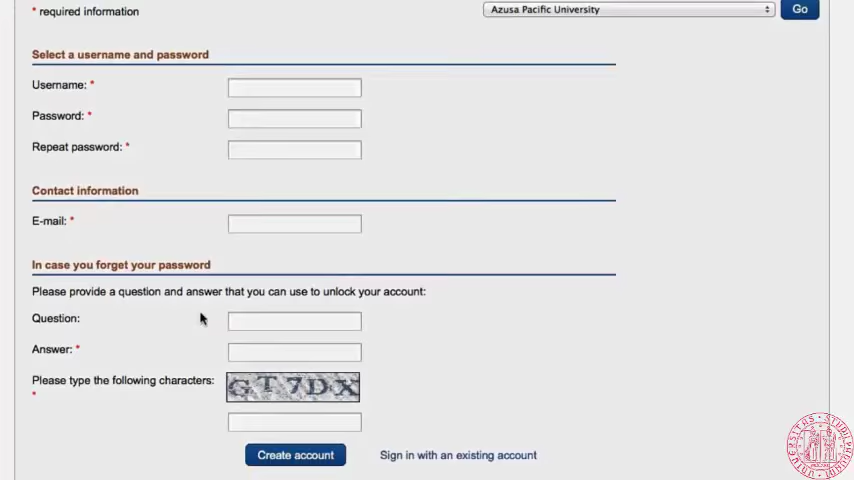 * required information
Azusa Pacific University
Go
Select a username and password
Username: *
Password: *
Repeat password: *
Contact information
E-mail: *
In case you forget your password
Please provide a question and answer that you can use to unlock your account:
Question:
Answer: *
Please type the following characters:
*
GT7DX
Create account
Sign in with an existing account